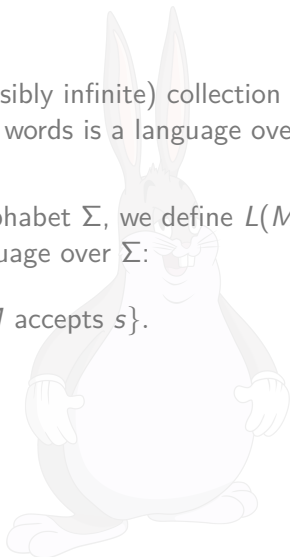 sibly infinite) collection
words is a language ove
phabet Σ, we define L(M
uage over Σ:
accepts s}.